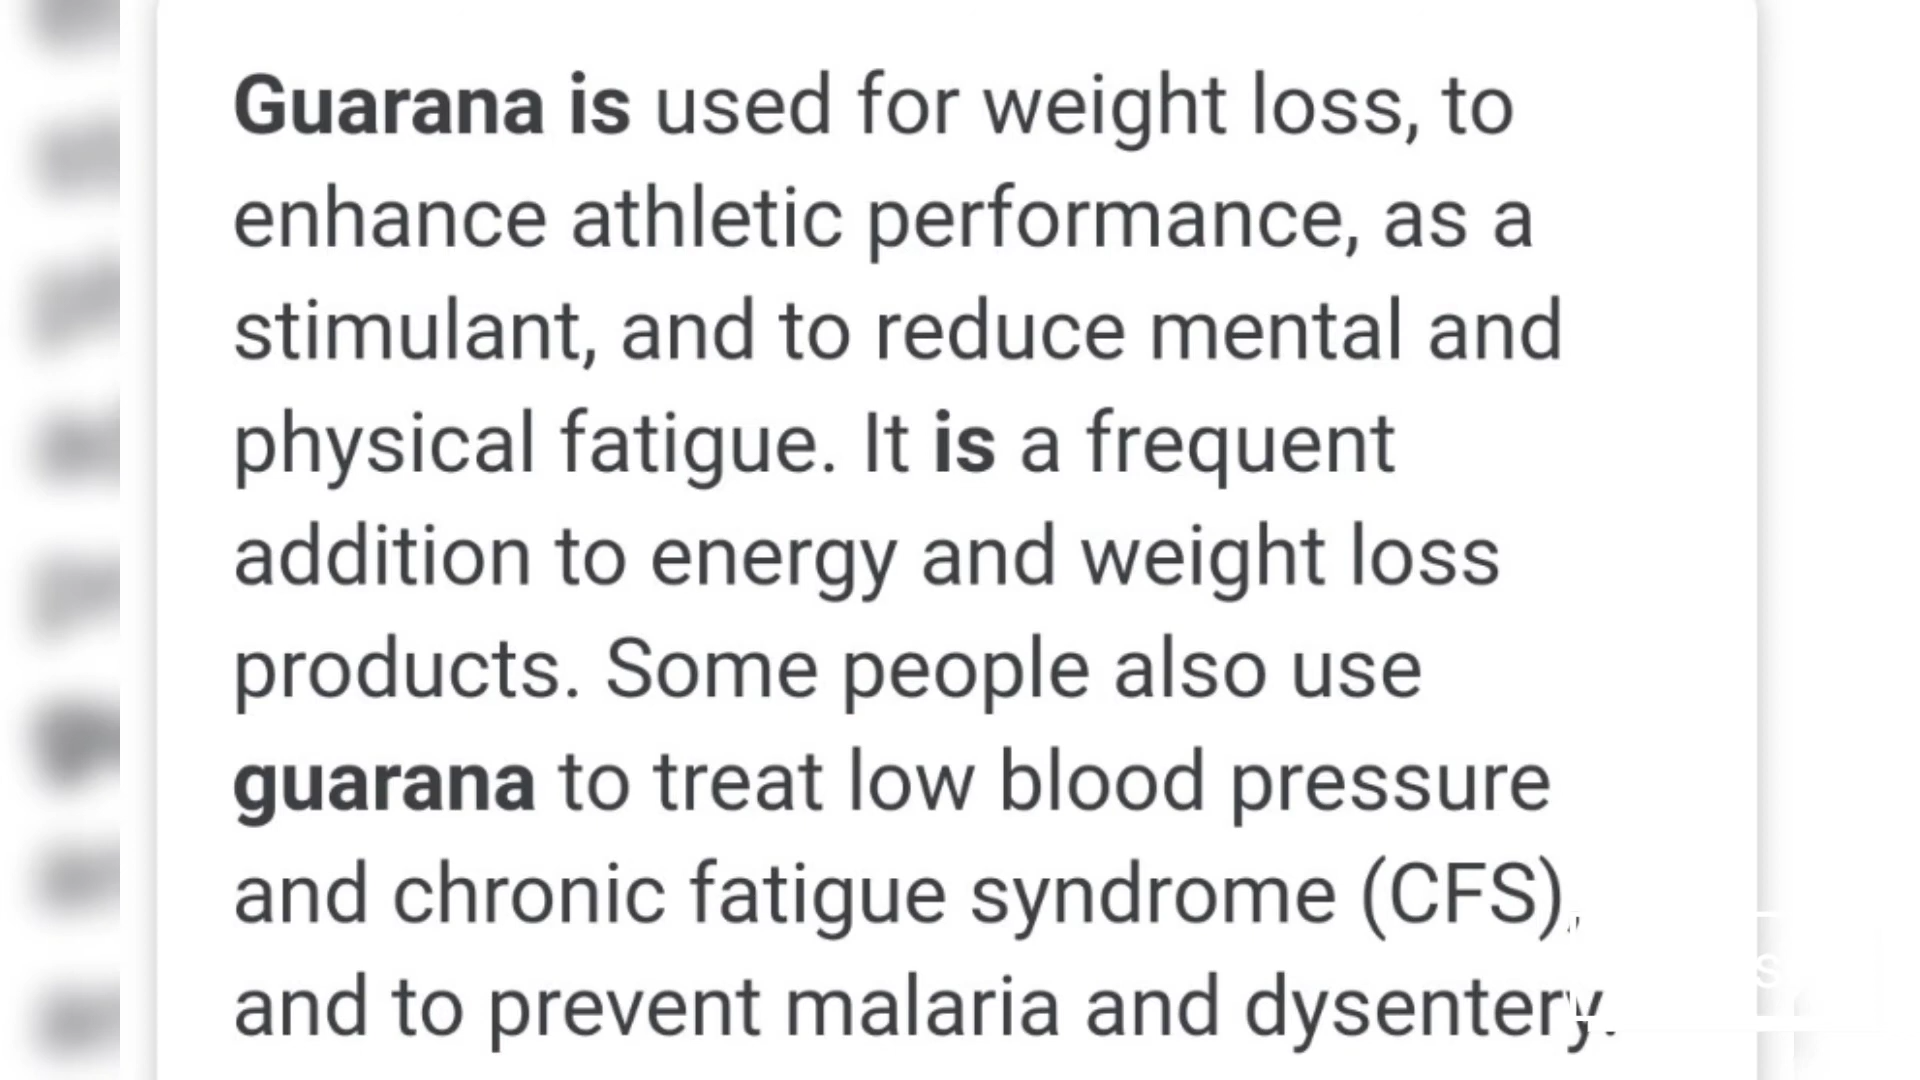 Guarana is used for weight loss, to
enhance athletic performance, as a
stimulant, and to reduce mental and
physical fatigue. It is a frequent
addition to energy and weight loss
products. Some people also use
guarana to treat low blood pressure
and chronic fatigue syndrome (CFS),
and to prevent malaria and dysentery.